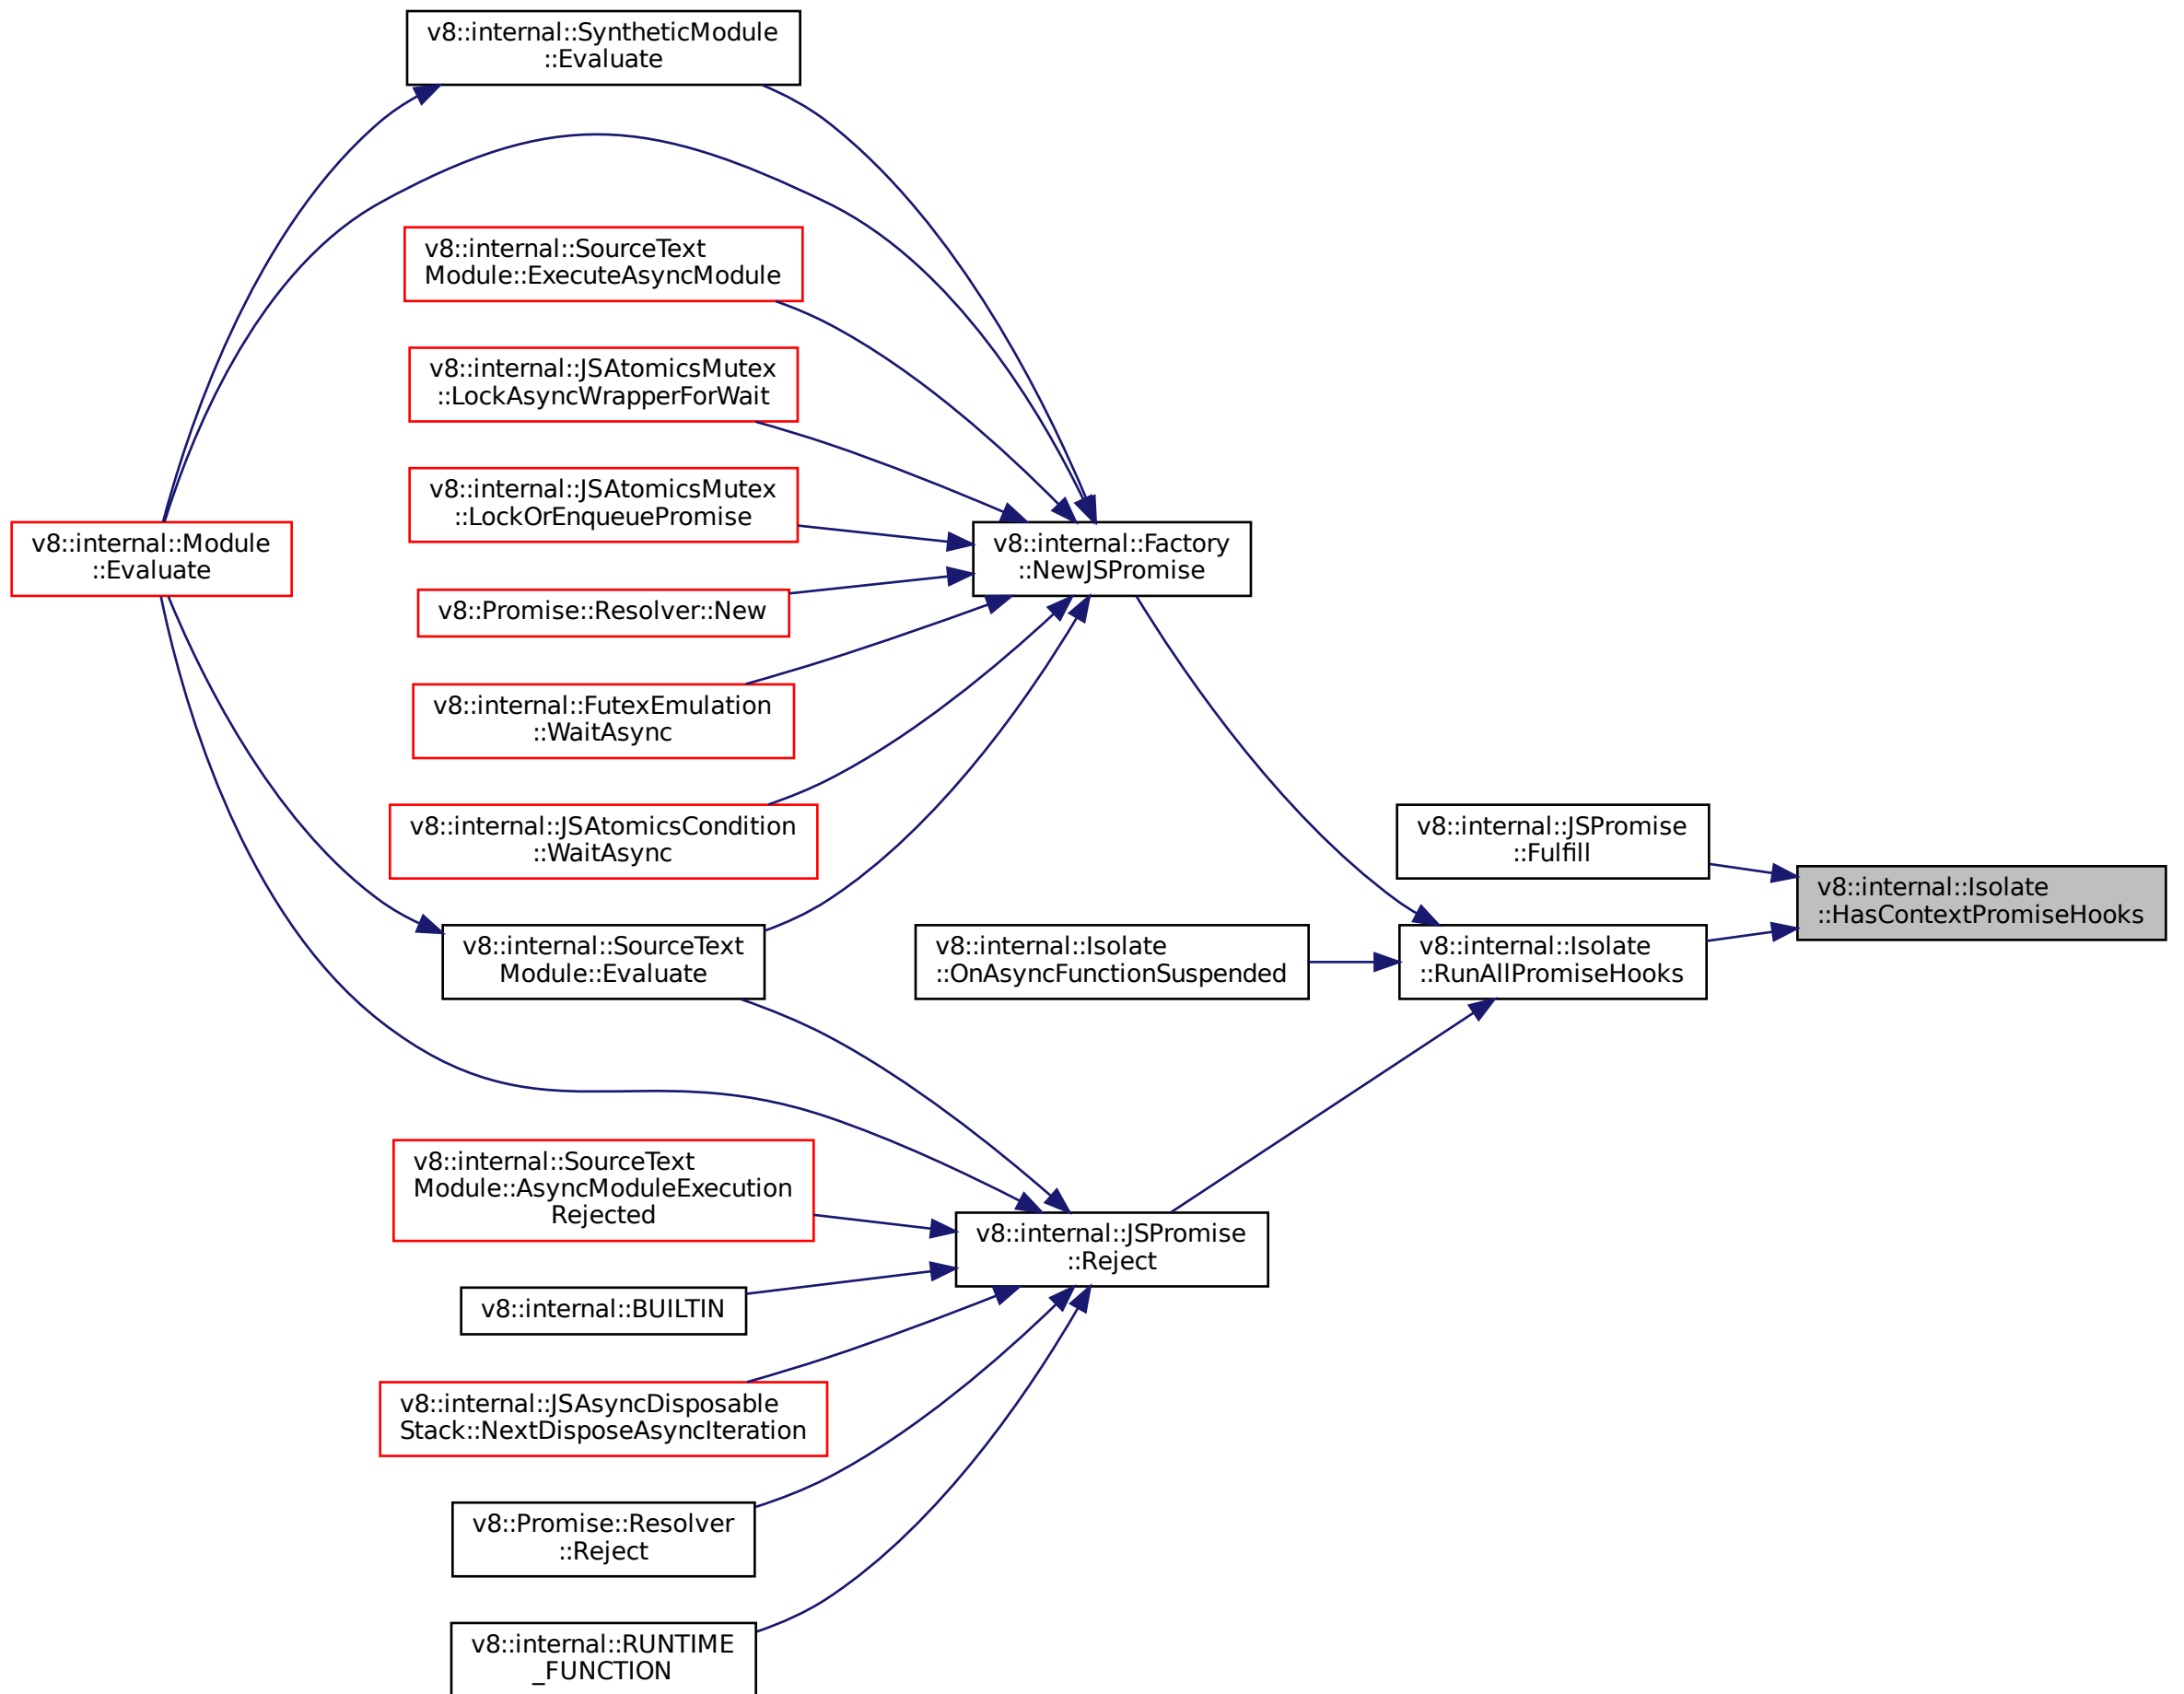 v8::internal::SyntheticModule
::Evaluate
v8::internal::SourceText
Module::ExecuteAsyncModule
v8::internal::JSAtomicsMutex
::LockAsyncWrapperForWait
v8::internal::JSAtomicsMutex
::LockOrEnqueuePromise
v8::internal::Module
::Evaluate
v8::internal::Factory
::NewJSPromise
v8::Promise::Resolver::New
v8::internal::FutexEmulation
::WaitAsync
v8::internal::JSAtomicsCondition
::WaitAsync
v8::internal::JSPromise
::Fulfill
v8::internal::Isolate
::HasContextPromiseHooks
v8::internal::SourceText
Module::Evaluate
v8::internal::Isolate
::OnAsyncFunctionSuspended
v8::internal::Isolate
::RunAllPromiseHooks
v8::internal::SourceText
Module::AsyncModuleExecution
Rejected
v8::internal::JSPromise
::Reject
v8::internal::BUILTIN
v8::internal::JSAsyncDisposable
Stack::NextDisposeAsyncIteration
v8::Promise::Resolver
::Reject
v8::internal::RUNTIME
_FUNCTION